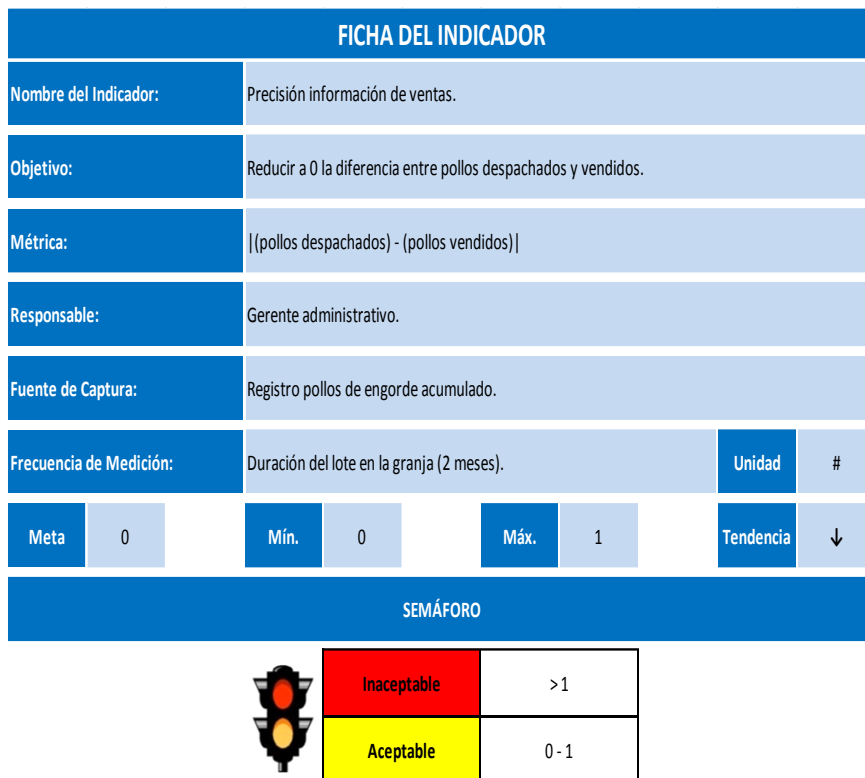 FICHA DEL INDICADOR
Nombre del Indicador: Precisión información de ventas.
Objetivo: Reducir a 0 la diferencia entre pollos despachados y vendidos.
Métrica: |(pollos despachados) - (pollos vendidos)|
Responsable: Gerente administrativo.
Fuente de Captura: Registro pollos de engorde acumulado.
Frecuencia de Medición: Duración del lote en la granja (2 meses). Unidad #
Meta 0 Mín. 0 Máx. 1 Tendencia ↓
SEMÁFORO
Inaceptable > 1
Aceptable 0 - 1